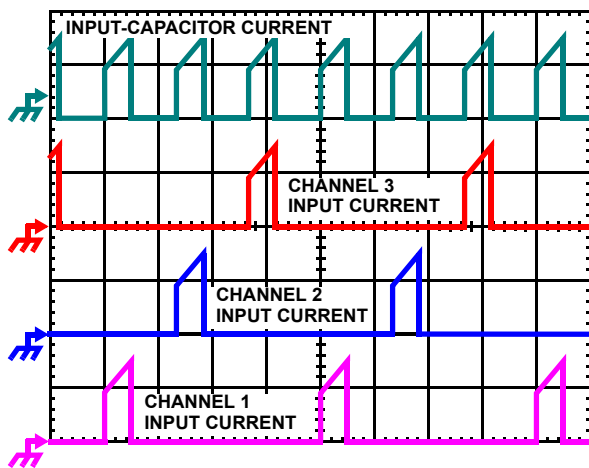 INPUT-CAPACITOR CURRENT
CHANNEL 3
INPUT CURRENT
CHANNEL 2
INPUT CURRENT
CHANNEL 1
INPUT CURRENT